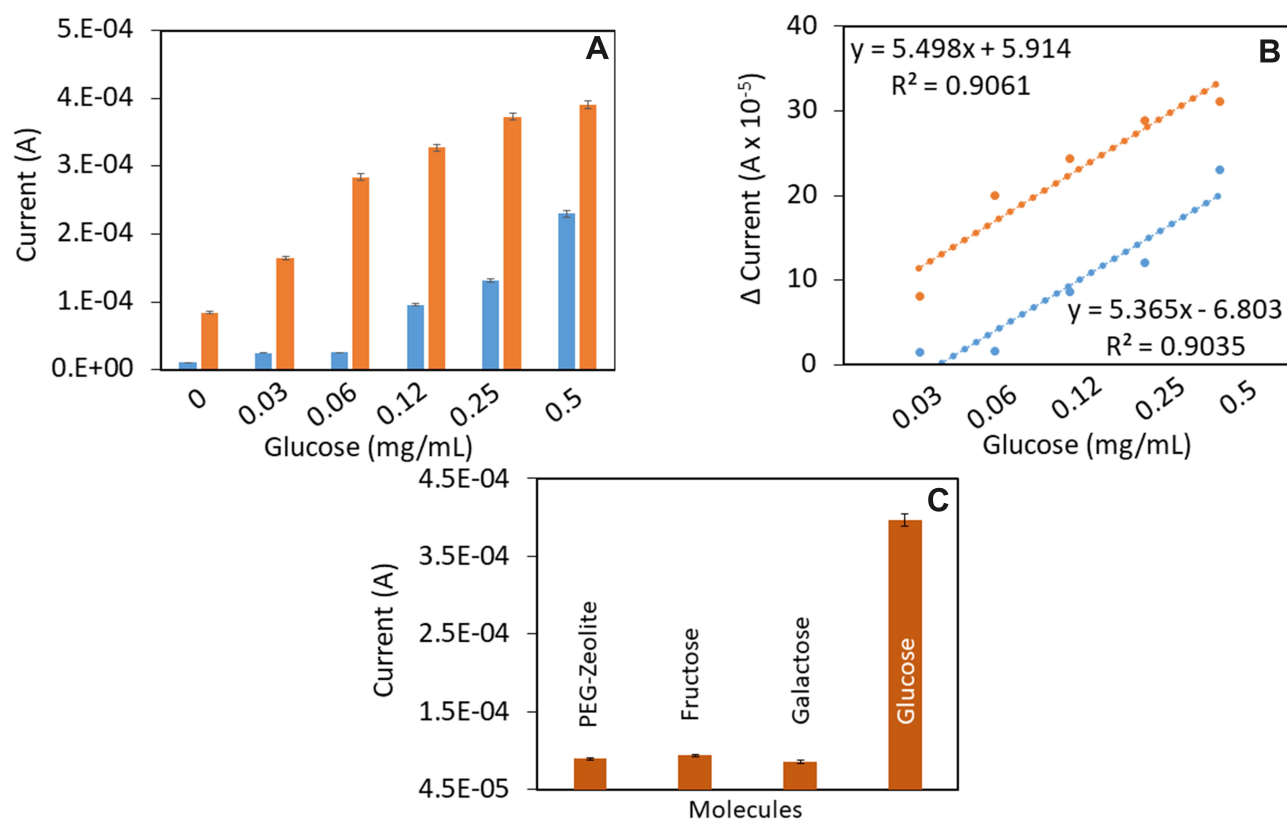 A
5.E-04
4.E-04
3.E-04
2.E-04
1.E-04
0.E+00
Current (A)
0
0.03
0.06
0.12
0.25
0.5
Glucose (mg/mL)
B
y = 5.498x + 5.914
R² = 0.9061
40
30
20
10
0
Δ Current (A x 10⁻⁵)
y = 5.365x - 6.803
R² = 0.9035
0.03
0.06
0.12
0.25
0.5
Glucose (mg/mL)
C
4.5E-04
3.5E-04
2.5E-04
1.5E-04
4.5E-05
Current (A)
PEG-Zeolite
Fructose
Galactose
Glucose
Molecules